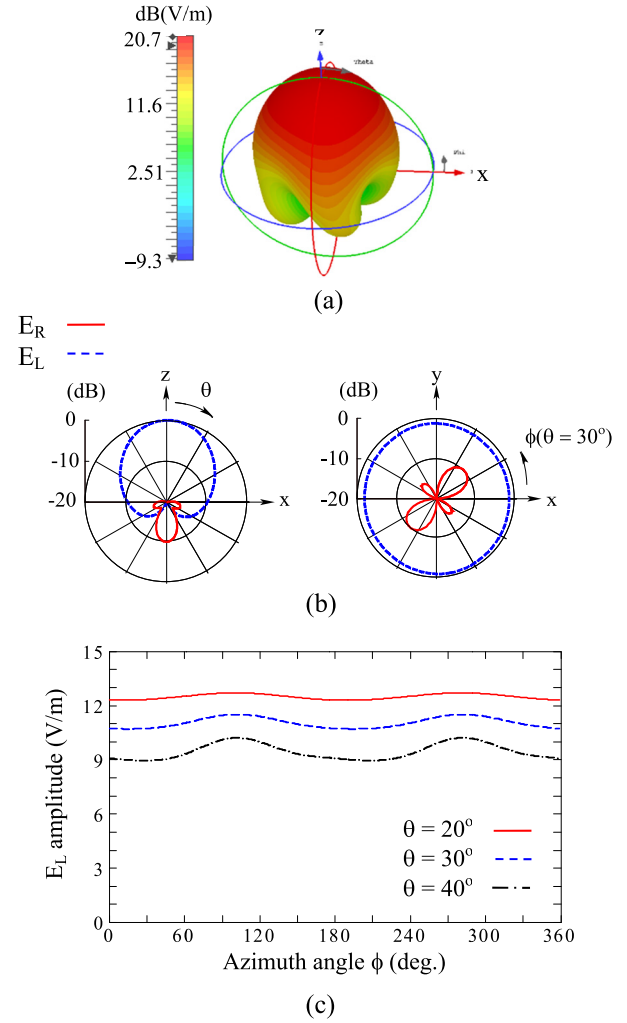 dB(V/m)
20.7
11.6
2.51
−9.3
z
Theta
Phi
x
(a)
E_R
E_L
(dB)
z
θ
0
-10
-20
x
(dB)
y
0
-10
-20
ϕ(θ = 30°)
x
(b)
E_L amplitude (V/m)
15
12
9
6
3
0
θ = 20°
θ = 30°
θ = 40°
0 60 120 180 240 300 360
Azimuth angle ϕ (deg.)
(c)